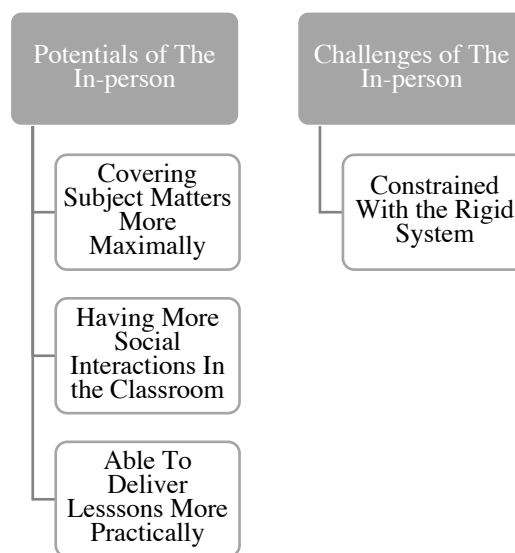 Potentials of The
In-person
Covering
Subject Matters
More
Maximally
Having More
Social
Interactions In
the Classroom
Able To
Deliver
Lesssons More
Practically
Challenges of The
In-person
Constrained
With the Rigid
System